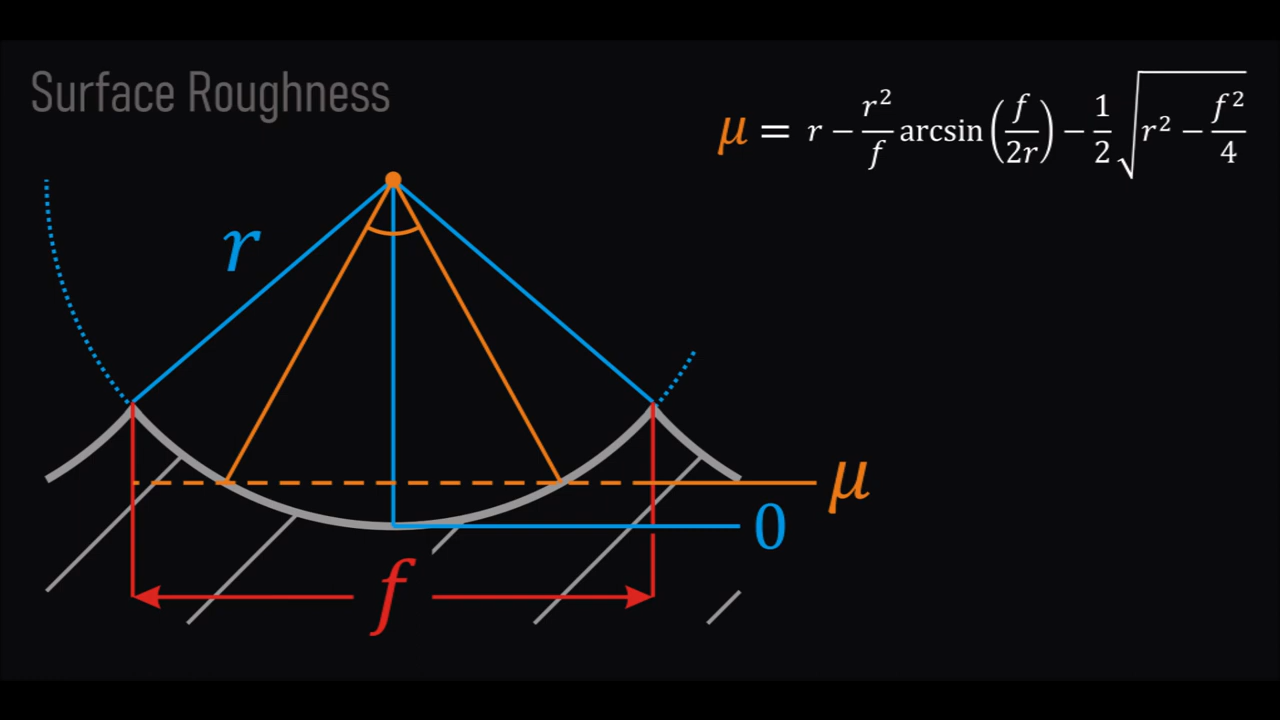 Surface Roughness
μ = r − r²/f arcsin(f/2r) − 1/2 √(r² − f²/4)
r
μ
0
f